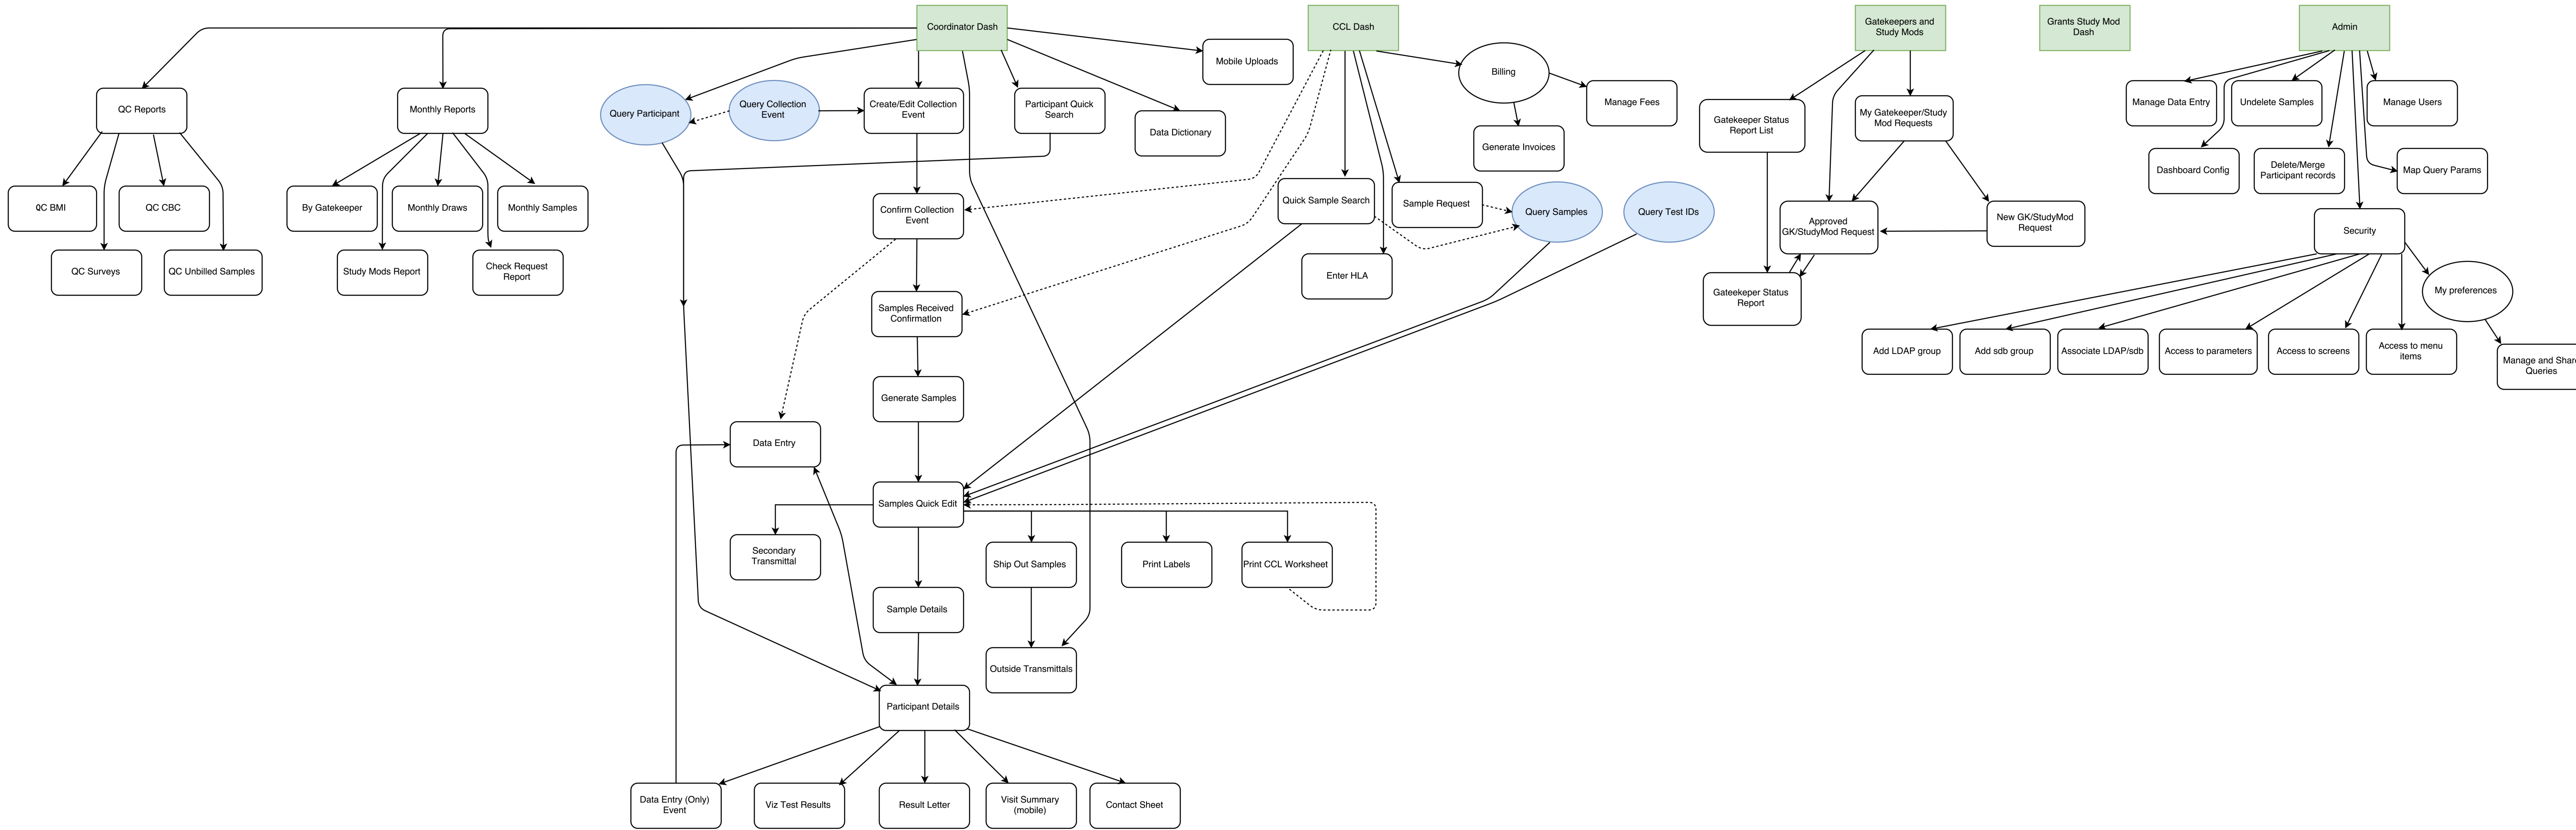 Coordinator Dash
CCL Dash
Gatekeepers and
Study Mods
Grants Study Mod
Dash
Admin
Mobile Uploads
Billing
Manage Fees
Generate Invoices
QC Reports
Monthly Reports
Query Participant
Query Collection
Event
Create/Edit Collection
Event
Participant Quick
Search
Data Dictionary
Gatekeeper Status
Report List
My Gatekeeper/Study
Mod Requests
Manage Data Entry
Undelete Samples
Manage Users
Dashboard Config
Delete/Merge
Participant records
Map Query Params
QC BMI
QC CBC
By Gatekeeper
Monthly Draws
Monthly Samples
Confirm Collection
Event
Quick Sample Search
Sample Request
Query Samples
Query Test IDs
Approved
GK/StudyMod Request
New GK/StudyMod
Request
Security
QC Surveys
QC Unbilled Samples
Study Mods Report
Check Request
Report
Enter HLA
Gateekeper Status
Report
My preferences
Samples Received
Confirmation
Add LDAP group
Add sdb group
Associate LDAP/sdb
Access to parameters
Access to screens
Access to menu
items
Manage and Share
Queries
Generate Samples
Data Entry
Samples Quick Edit
Secondary
Transmittal
Ship Out Samples
Print Labels
Print CCL Worksheet
Sample Details
Outside Transmittals
Participant Details
Data Entry (Only)
Event
Viz Test Results
Result Letter
Visit Summary
(mobile)
Contact Sheet